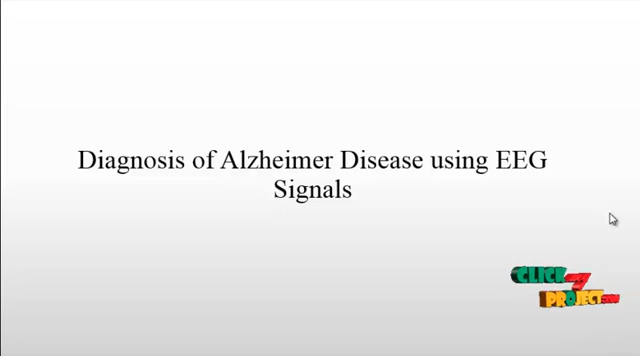 Diagnosis of Alzheimer Disease using EEG
Signals
CLICK
PROJECT